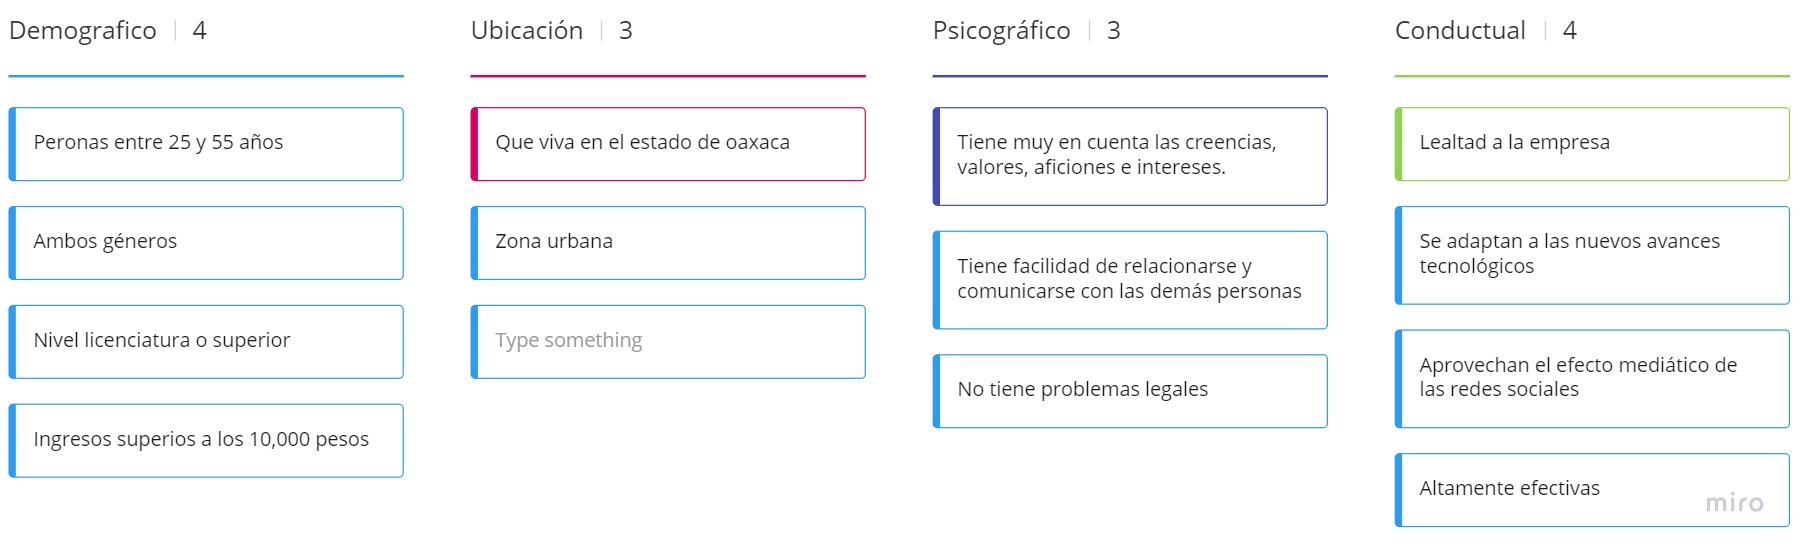 Demografico | 4
Peronas entre 25 y 55 años
Ambos géneros
Nivel licenciatura o superior
Ingresos superios a los 10,000 pesos
Ubicación | 3
Que viva en el estado de oaxaca
Zona urbana
Type something
Psicográfico | 3
Tiene muy en cuenta las creencias,
valores, aficiones e intereses.
Tiene facilidad de relacionarse y
comunicarse con las demás personas
No tiene problemas legales
Conductual | 4
Lealtad a la empresa
Se adaptan a las nuevos avances
tecnológicos
Aprovechan el efecto mediático de
las redes sociales
Altamente efectivas
miro